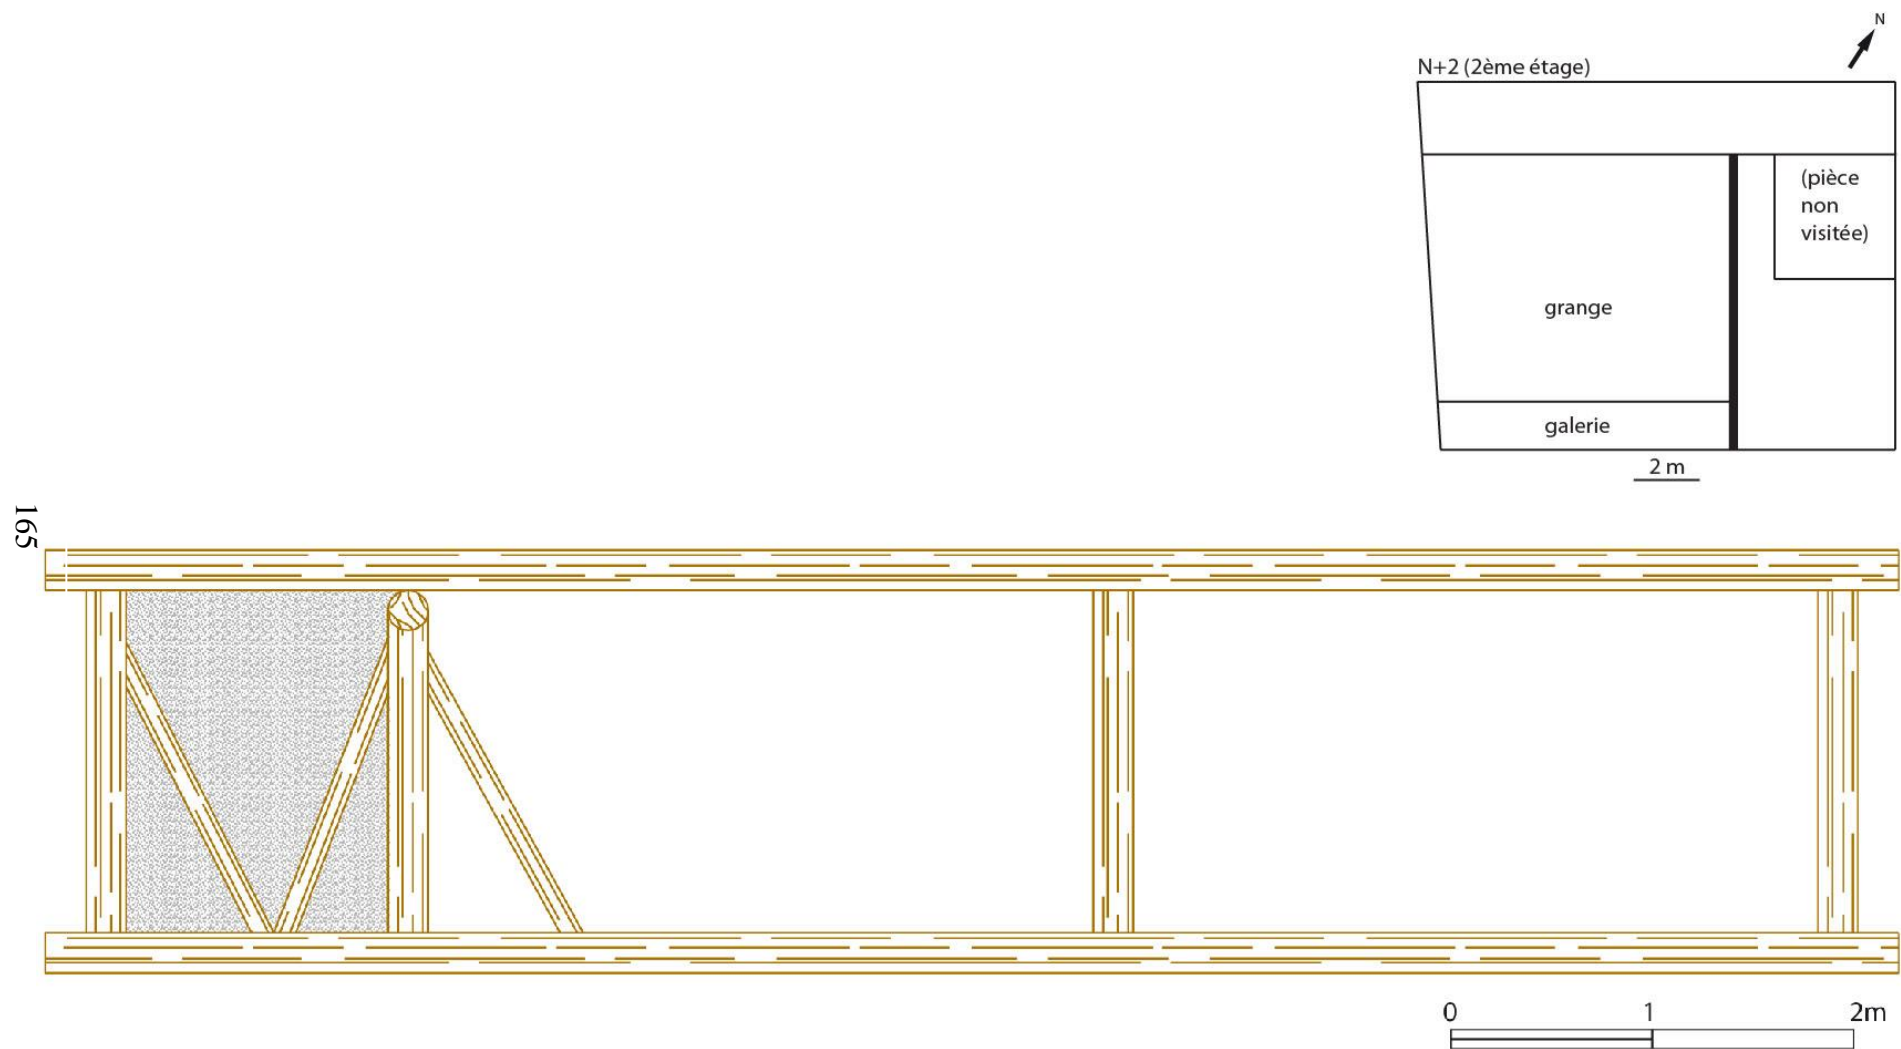 N
N+2 (2ème étage)
(pièce
non
visitée)
grange
galerie
2 m
165
0 1 2m